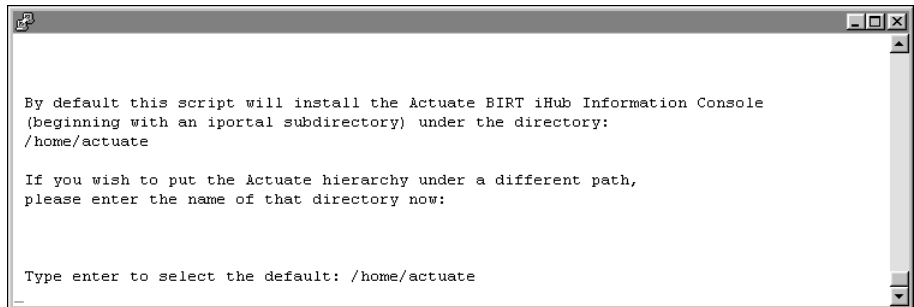 By default this script will install the Actuate BIRT iHub Information Console
(beginning with an iportal subdirectory) under the directory:
/home/actuate
If you wish to put the Actuate hierarchy under a different path,
please enter the name of that directory now:
Type enter to select the default: /home/actuate